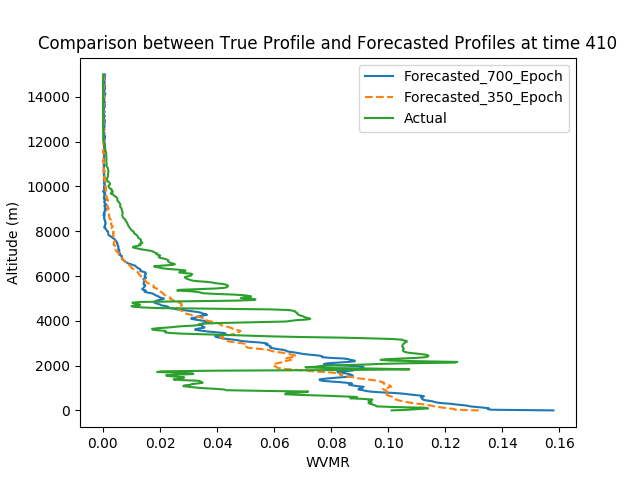 Comparison between True Profile and Forecasted Profiles at time 410
Forecasted_700_Epoch
Forecasted_350_Epoch
Actual
Altitude (m)
14000
12000
10000
8000
6000
4000
2000
0
0.00 0.02 0.04 0.06 0.08 0.10 0.12 0.14 0.16
WVMR